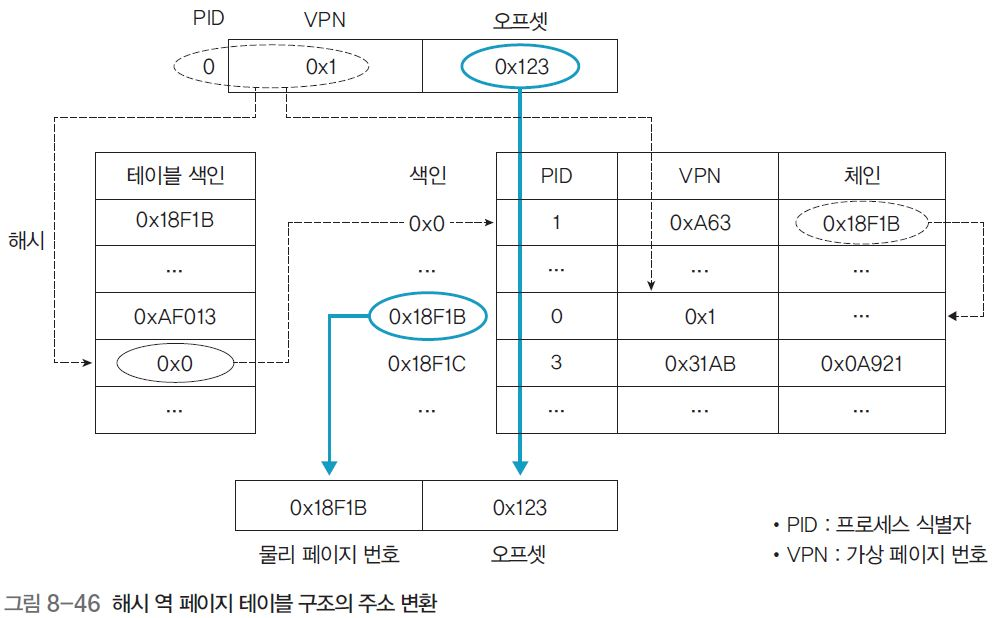 PID VPN 오프셋
0 0x1 0x123
테이블 색인 색인 PID VPN 체인
0x18F1B 0x0 1 0xA63 0x18F1B
해시
... ... ... ... ...
0xAF013 0x18F1B 0 0x1 ...
0x0 0x18F1C 3 0x31AB 0x0A921
... ... ... ... ...
0x18F1B 0x123
물리 페이지 번호 오프셋
• PID : 프로세스 식별자
• VPN : 가상 페이지 번호
그림 8-46 해시 역 페이지 테이블 구조의 주소 변환